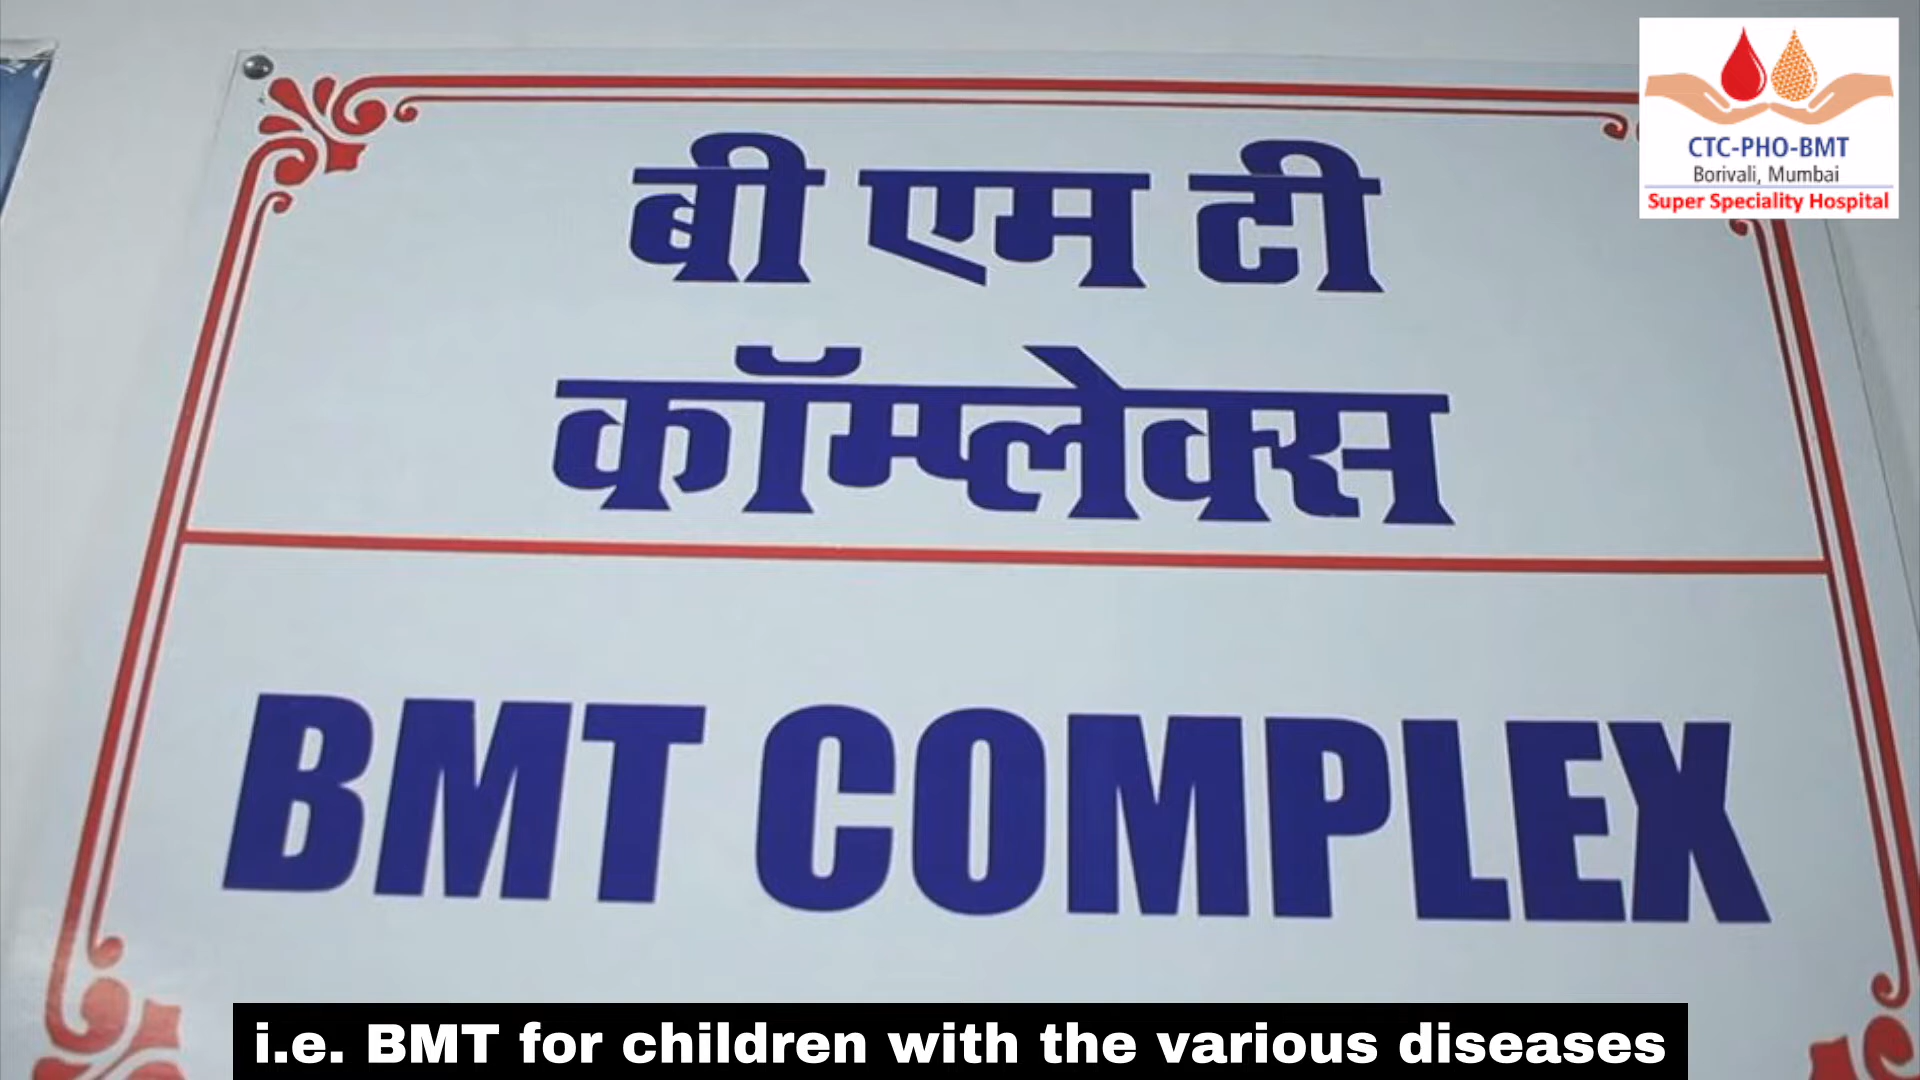 बी एम टी
कॉम्प्लेक्स
BMT COMPLEX
CTC-PHO-BMT
Borivali, Mumbai
Super Speciality Hospital
i.e. BMT for children with the various diseases